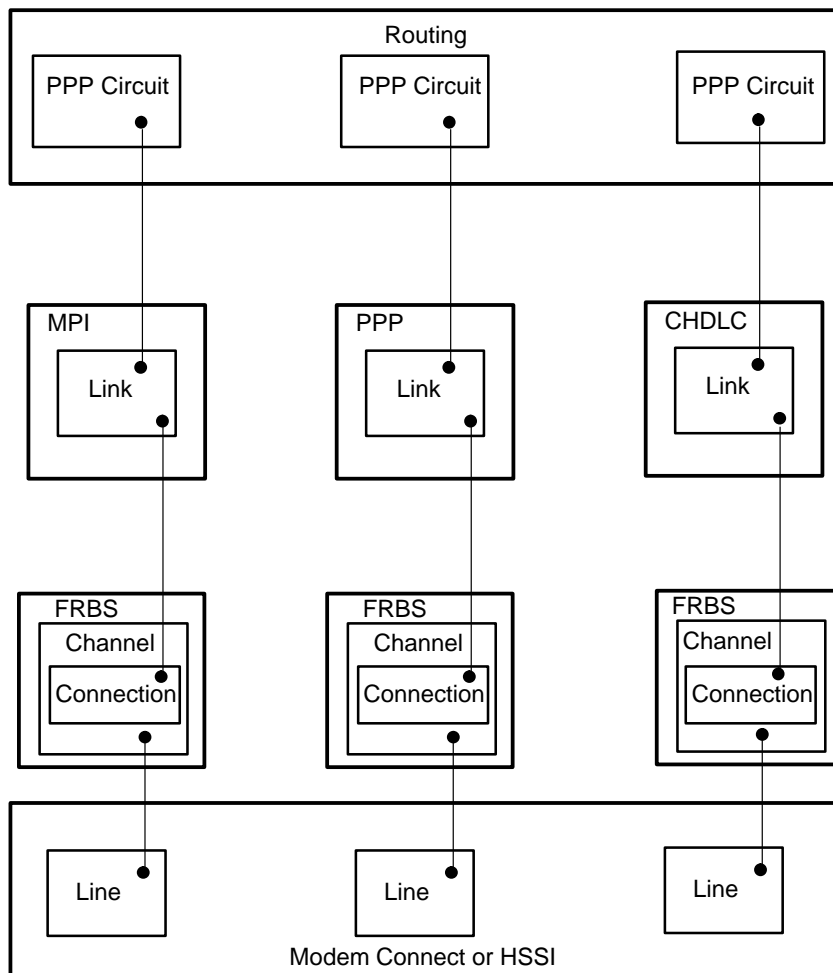 Routing
PPP Circuit
PPP Circuit
PPP Circuit
MPI
PPP
CHDLC
Link
Link
Link
FRBS
FRBS
FRBS
Channel
Channel
Channel
Connection
Connection
Connection
Line
Line
Line
Modem Connect or HSSI